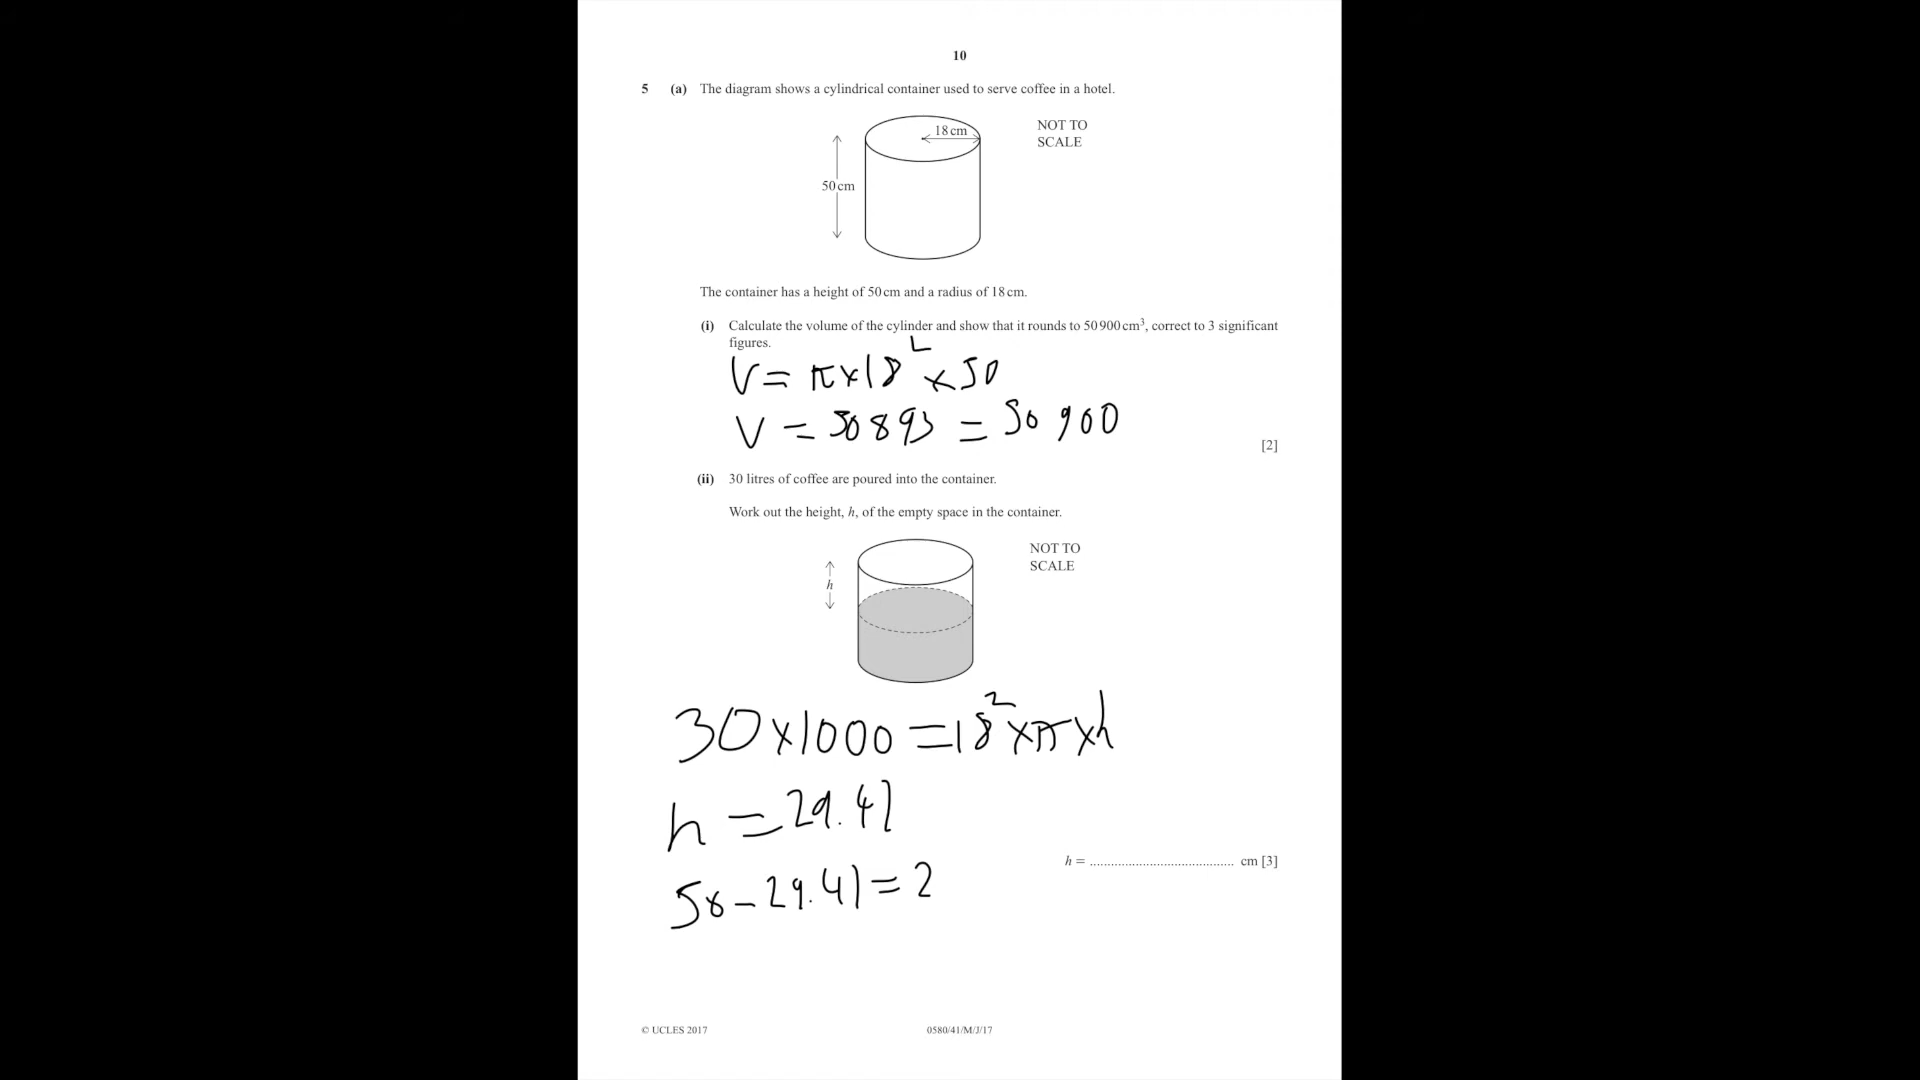 10
5 (a) The diagram shows a cylindrical container used to serve coffee in a hotel.
18 cm
NOT TO
SCALE
50 cm
The container has a height of 50 cm and a radius of 18 cm.
(i) Calculate the volume of the cylinder and show that it rounds to 50 900 cm³, correct to 3 significant
figures.
V = π × 18² × 50
V = 50893 = 50 900
[2]
(ii) 30 litres of coffee are poured into the container.
Work out the height, h, of the empty space in the container.
NOT TO
SCALE
h
30 × 1000 = 18² × π × h
h = 29.47
h = ........................................ cm [3]
50 - 29.47 = 2
© UCLES 2017
0580/41/M/J/17